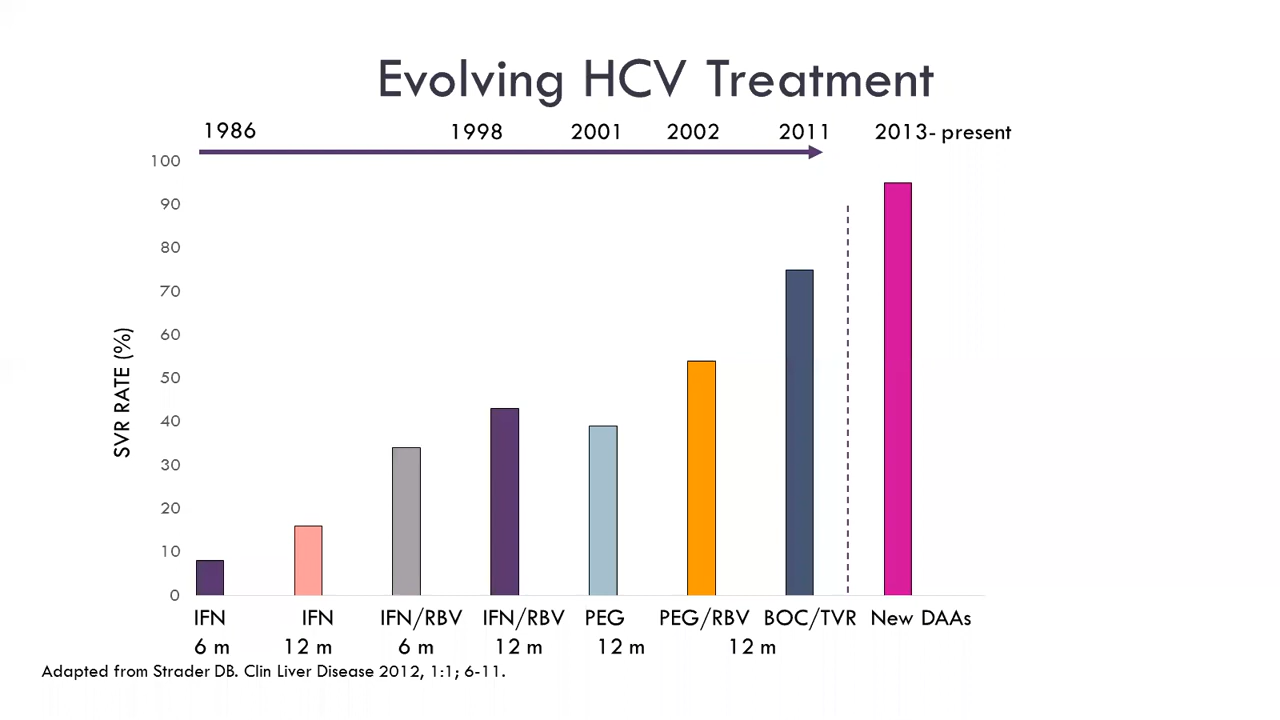 Evolving HCV Treatment
1986 1998 2001 2002 2011 2013- present
100
90
80
70
60
50
40
30
20
10
0
SVR RATE (%)
IFN IFN IFN/RBV IFN/RBV PEG PEG/RBV BOC/TVR New DAAs
6 m 12 m 6 m 12 m 12 m 12 m
Adapted from Strader DB. Clin Liver Disease 2012, 1:1; 6-11.